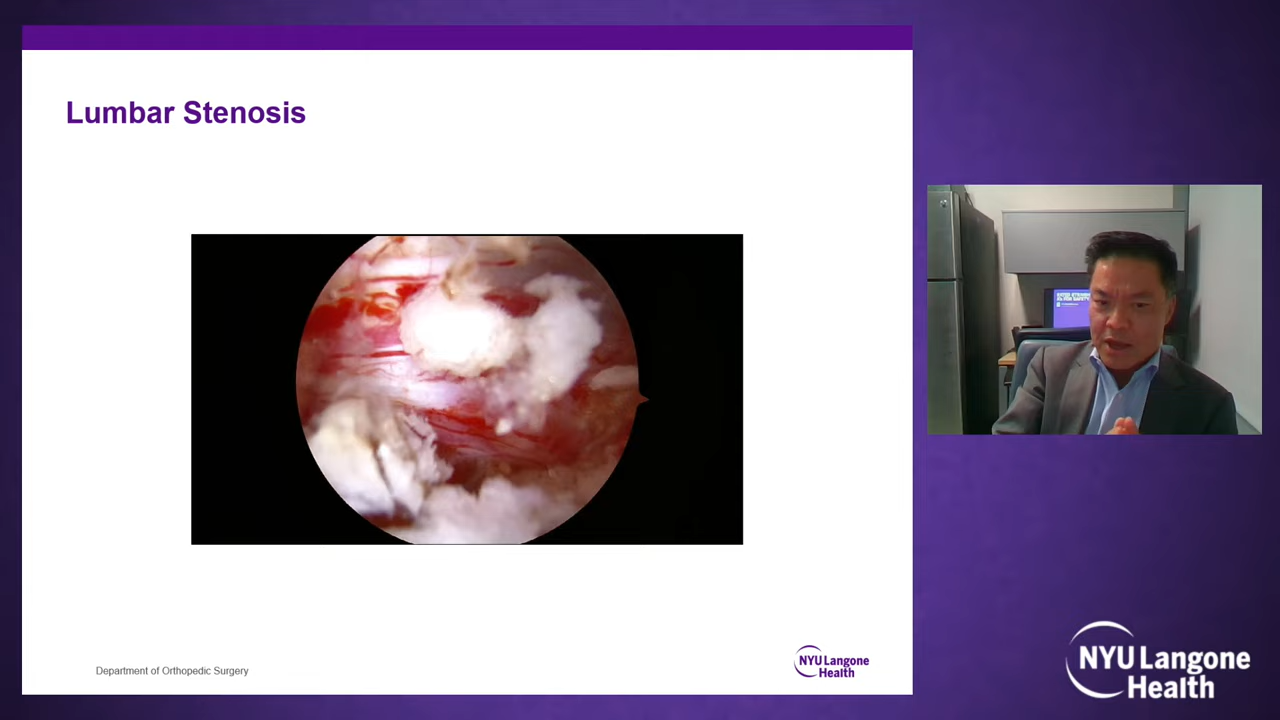 Lumbar Stenosis
Department of Orthopedic Surgery
NYU Langone
Health
NYU Langone
Health